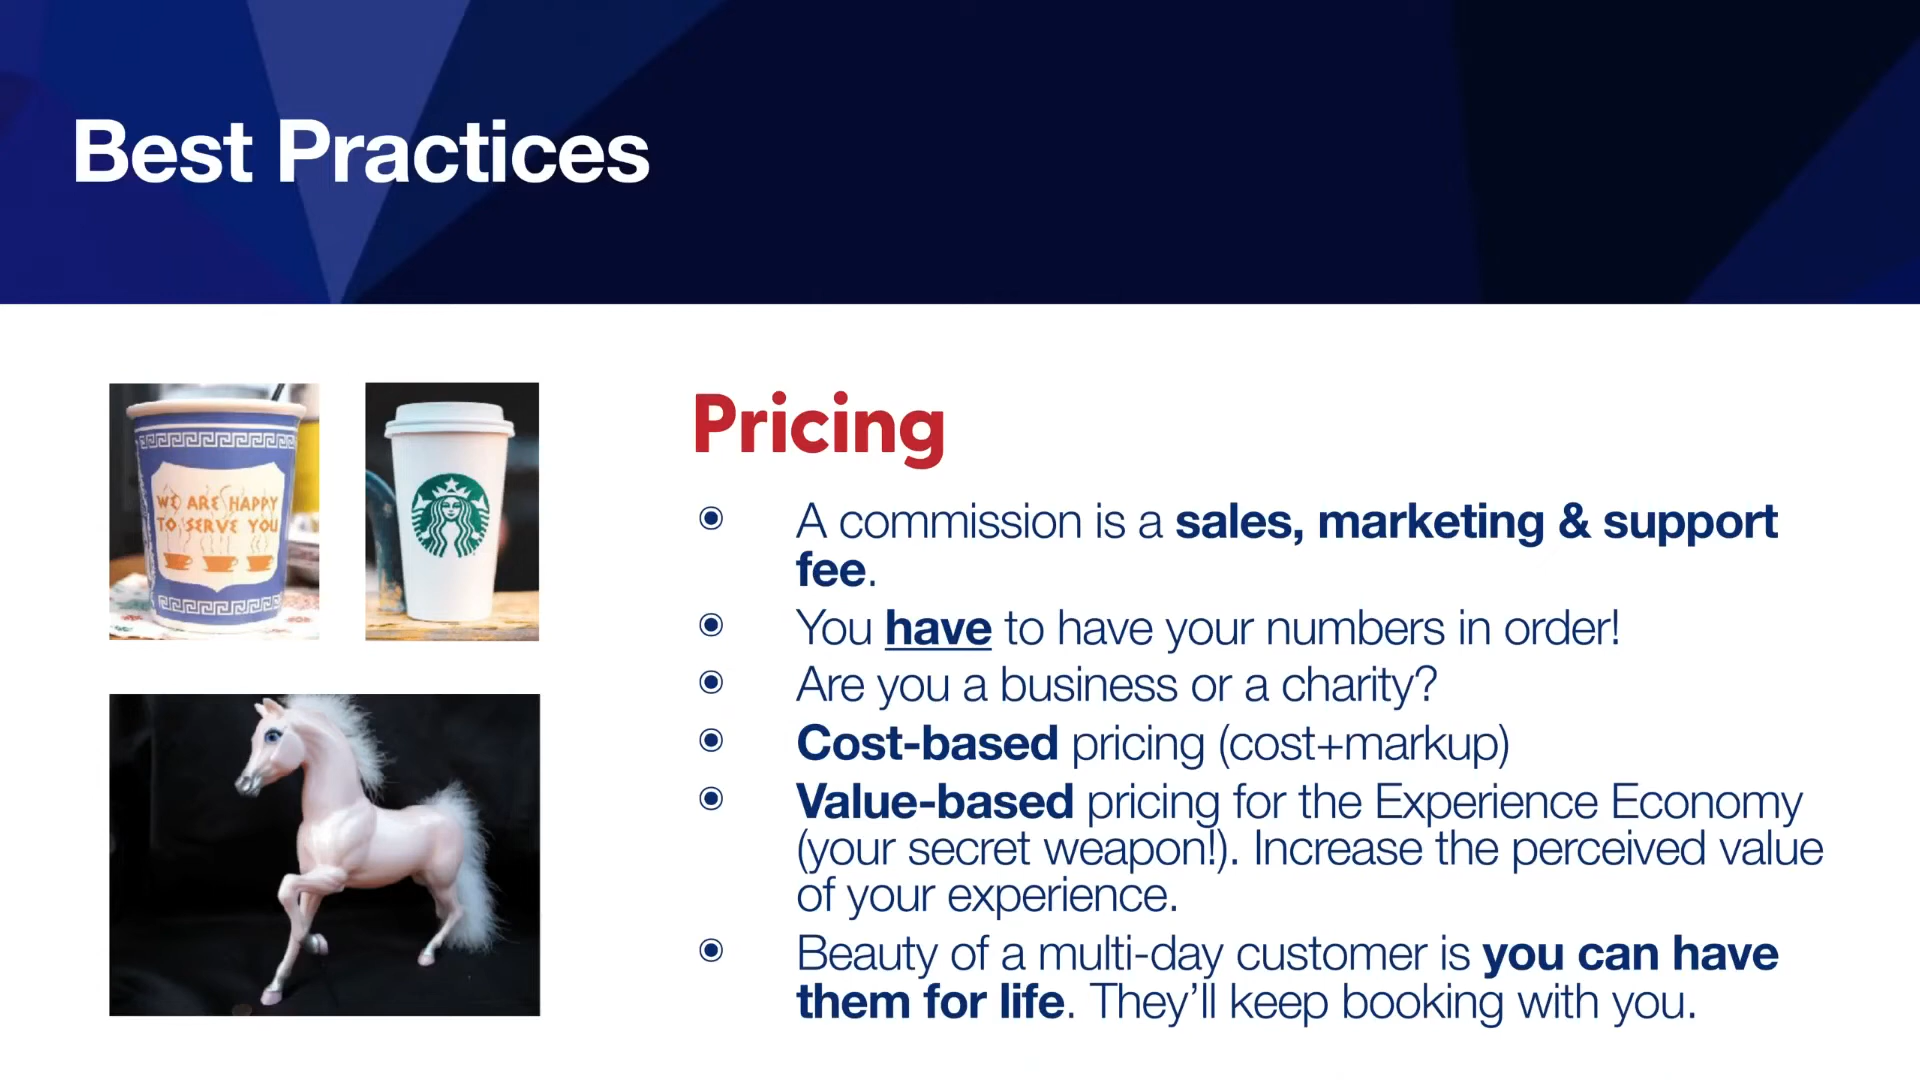 Best Practices
WE ARE HAPPY
TO SERVE YOU
Pricing
A commission is a sales, marketing & support
fee.
You have to have your numbers in order!
Are you a business or a charity?
Cost-based pricing (cost+markup)
Value-based pricing for the Experience Economy
(your secret weapon!). Increase the perceived value
of your experience.
Beauty of a multi-day customer is you can have
them for life. They’ll keep booking with you.